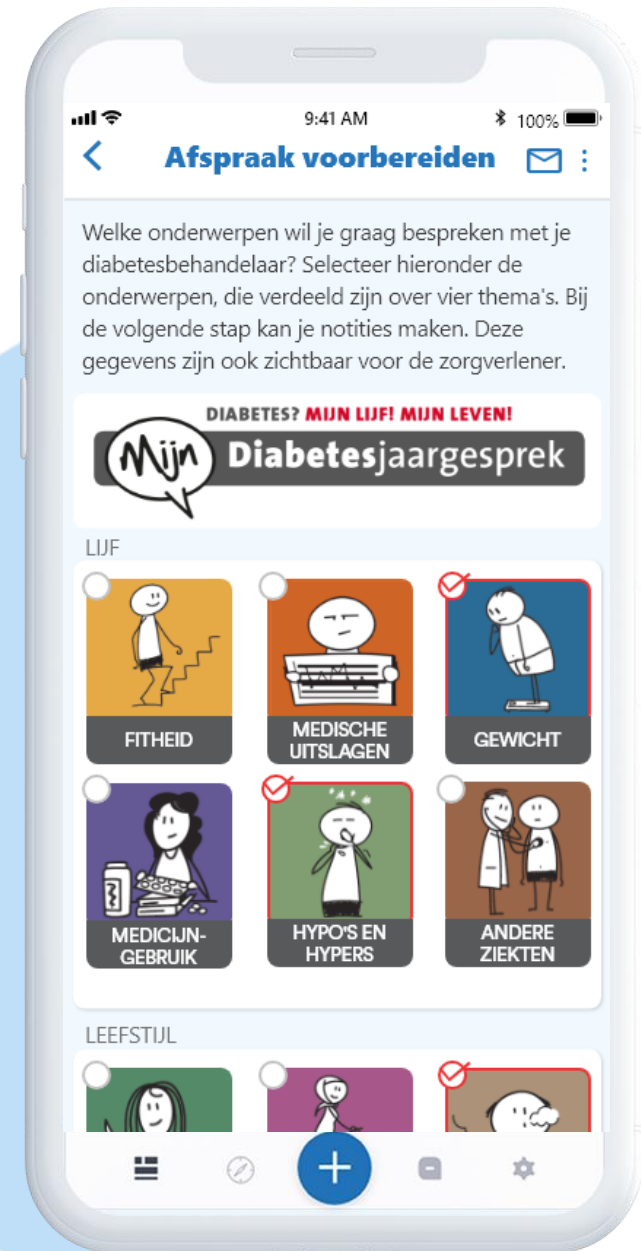 9:41 AM
100%
Afspraak voorbereiden
Welke onderwerpen wil je graag bespreken met je
diabetesbehandelaar? Selecteer hieronder de
onderwerpen, die verdeeld zijn over vier thema's. Bij
de volgende stap kan je notities maken. Deze
gegevens zijn ook zichtbaar voor de zorgverlener.
DIABETES? MIJN LIJF! MIJN LEVEN!
Mijn Diabetesjaargesprek
LIJF
FITHEID
MEDISCHE
UITSLAGEN
GEWICHT
MEDICIJN-
GEBRUIK
HYPO'S EN
HYPERS
ANDERE
ZIEKTEN
LEEFSTIJL